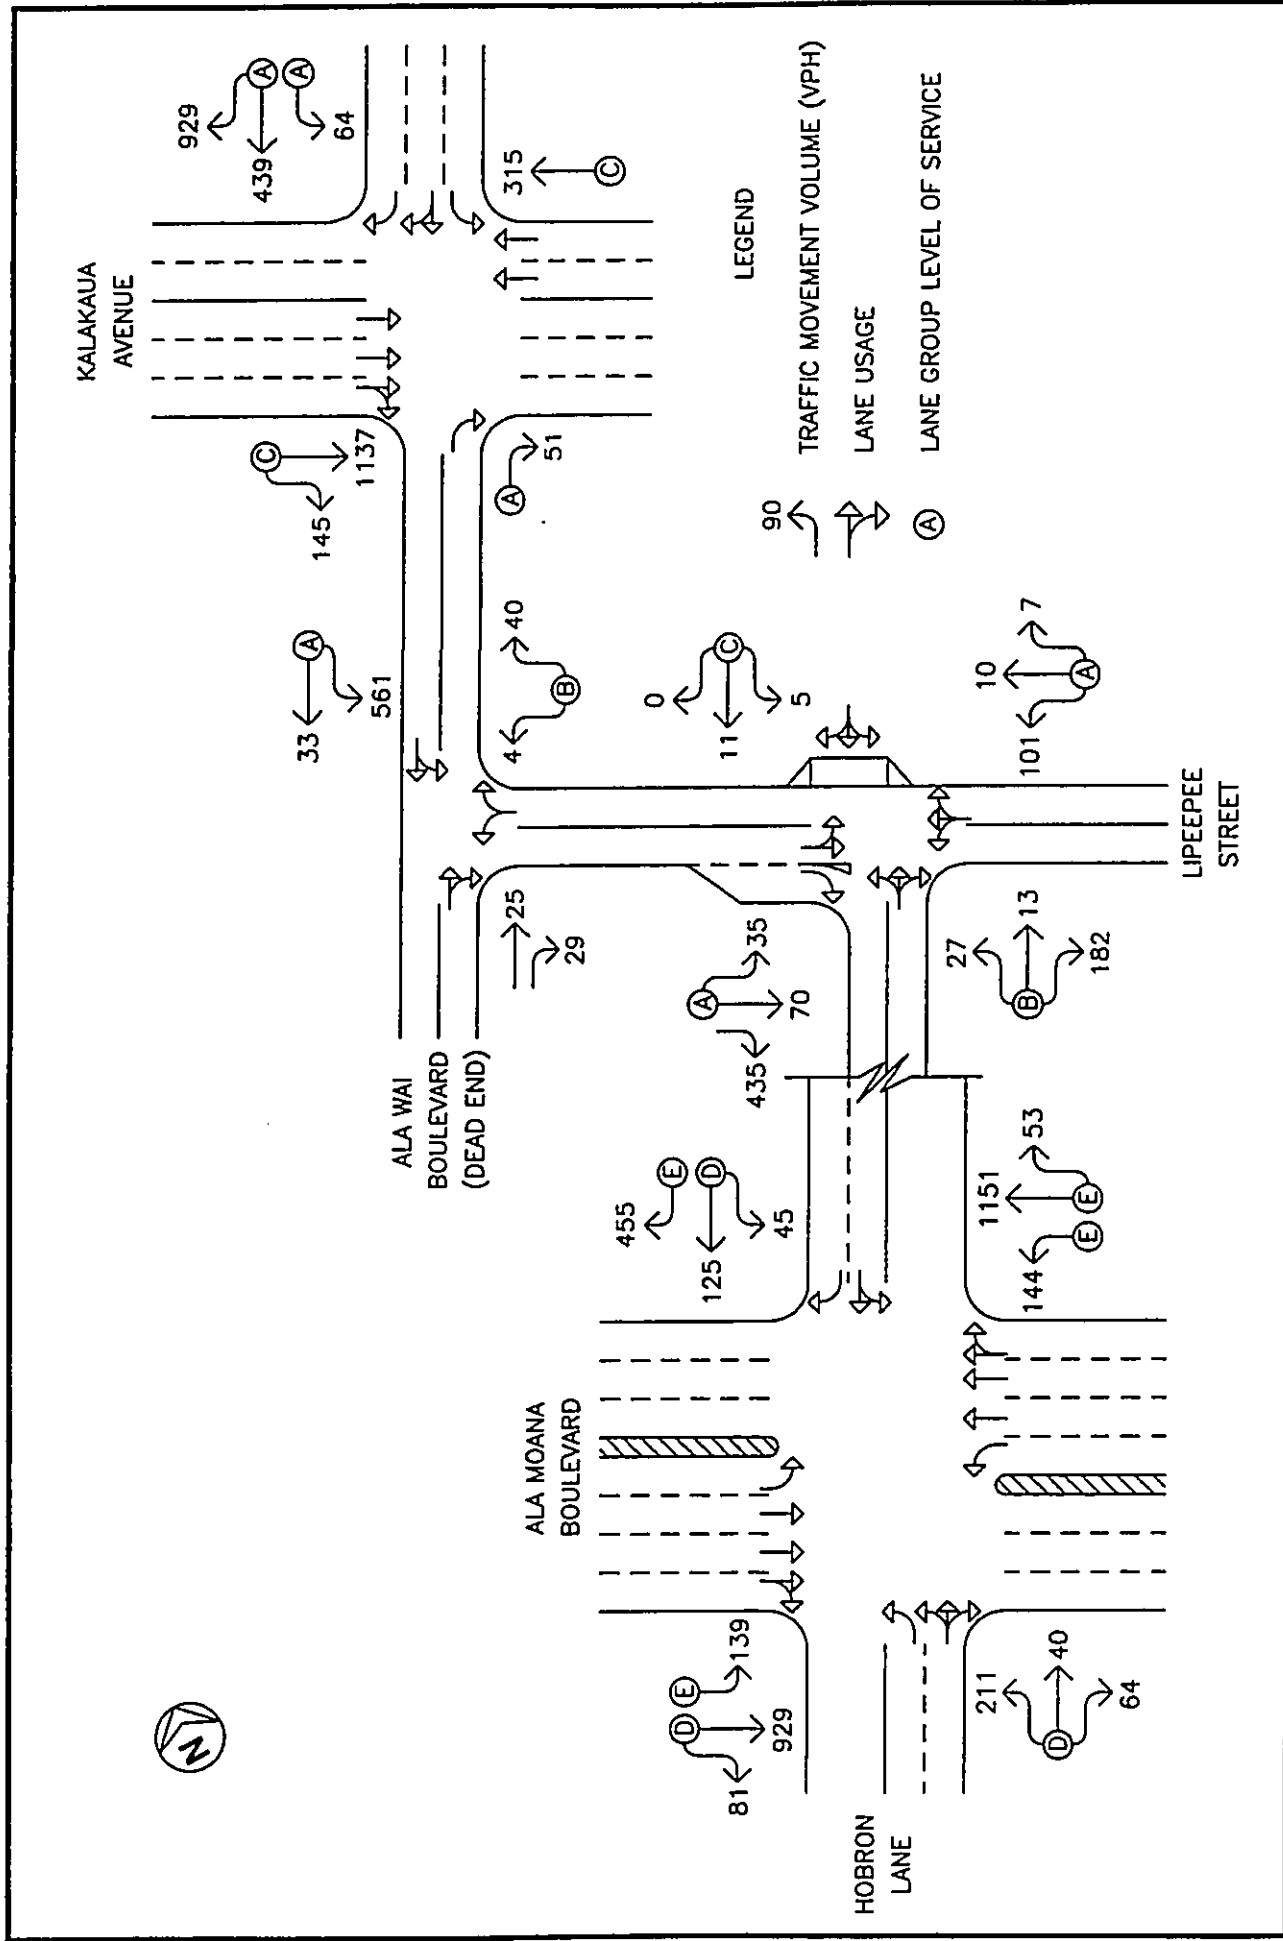 N
KALAKAUA
AVENUE
929
A
439
A
64
C
145
1137
A
33
561
ALA WAI
BOULEVARD
(DEAD END)
25
29
4
40
B
A
51
315
C
ALA MOANA
BOULEVARD
455
E
125
D
45
A
435
35
70
0
C
11
5
LEGEND
90
TRAFFIC MOVEMENT VOLUME (VPH)
LANE USAGE
A
LANE GROUP LEVEL OF SERVICE
D
E
139
81
929
HOBRON
LANE
211
D
40
64
144
1151
53
E
E
27
B
13
182
101
10
7
A
LIPEEPEE
STREET